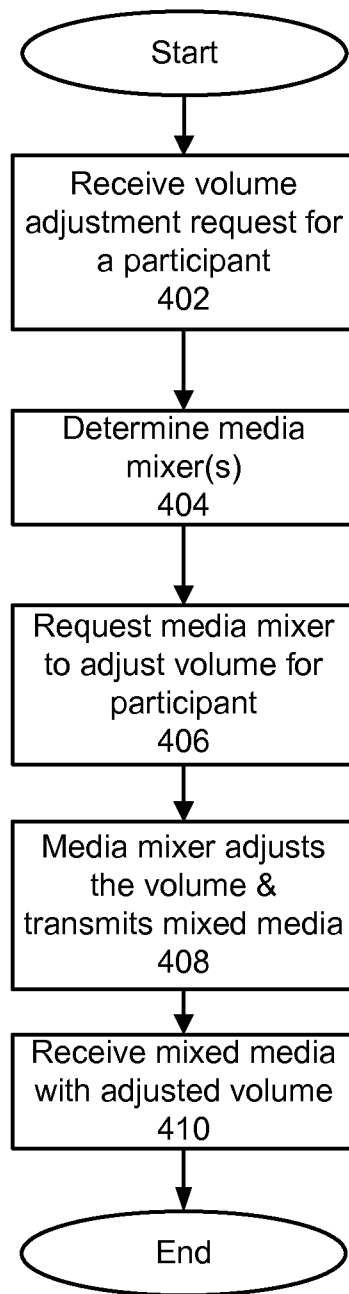 Start
Receive volume
adjustment request for
a participant
402
Determine media
mixer(s)
404
Request media mixer
to adjust volume for
participant
406
Media mixer adjusts
the volume &
transmits mixed media
408
Receive mixed media
with adjusted volume
410
End